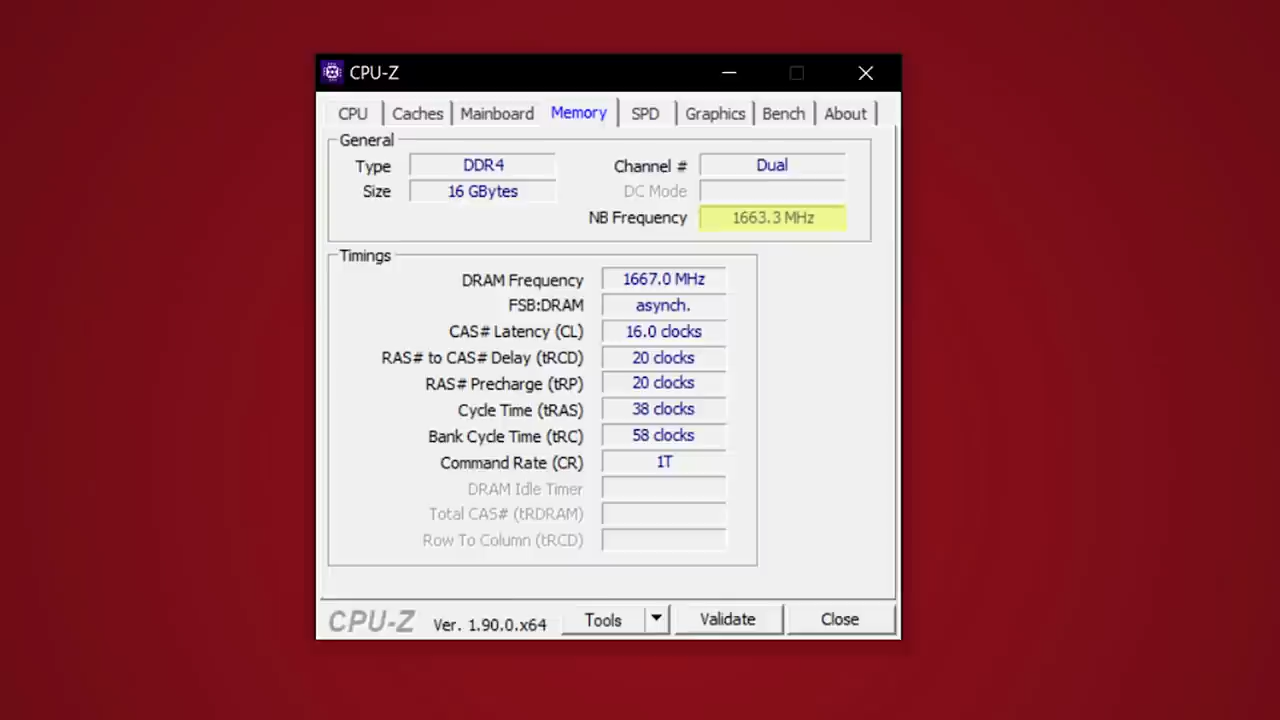 CPU-Z
CPU Caches Mainboard Memory SPD Graphics Bench About
General
Type DDR4 Channel # Dual
Size 16 GBytes DC Mode
NB Frequency 1663.3 MHz
Timings
DRAM Frequency 1667.0 MHz
FSB:DRAM asynch.
CAS# Latency (CL) 16.0 clocks
RAS# to CAS# Delay (tRCD) 20 clocks
RAS# Precharge (tRP) 20 clocks
Cycle Time (tRAS) 38 clocks
Bank Cycle Time (tRC) 58 clocks
Command Rate (CR) 1T
DRAM Idle Timer
Total CAS# (tRDRAM)
Row To Column (tRCD)
CPU-Z Ver. 1.90.0.x64 Tools Validate Close